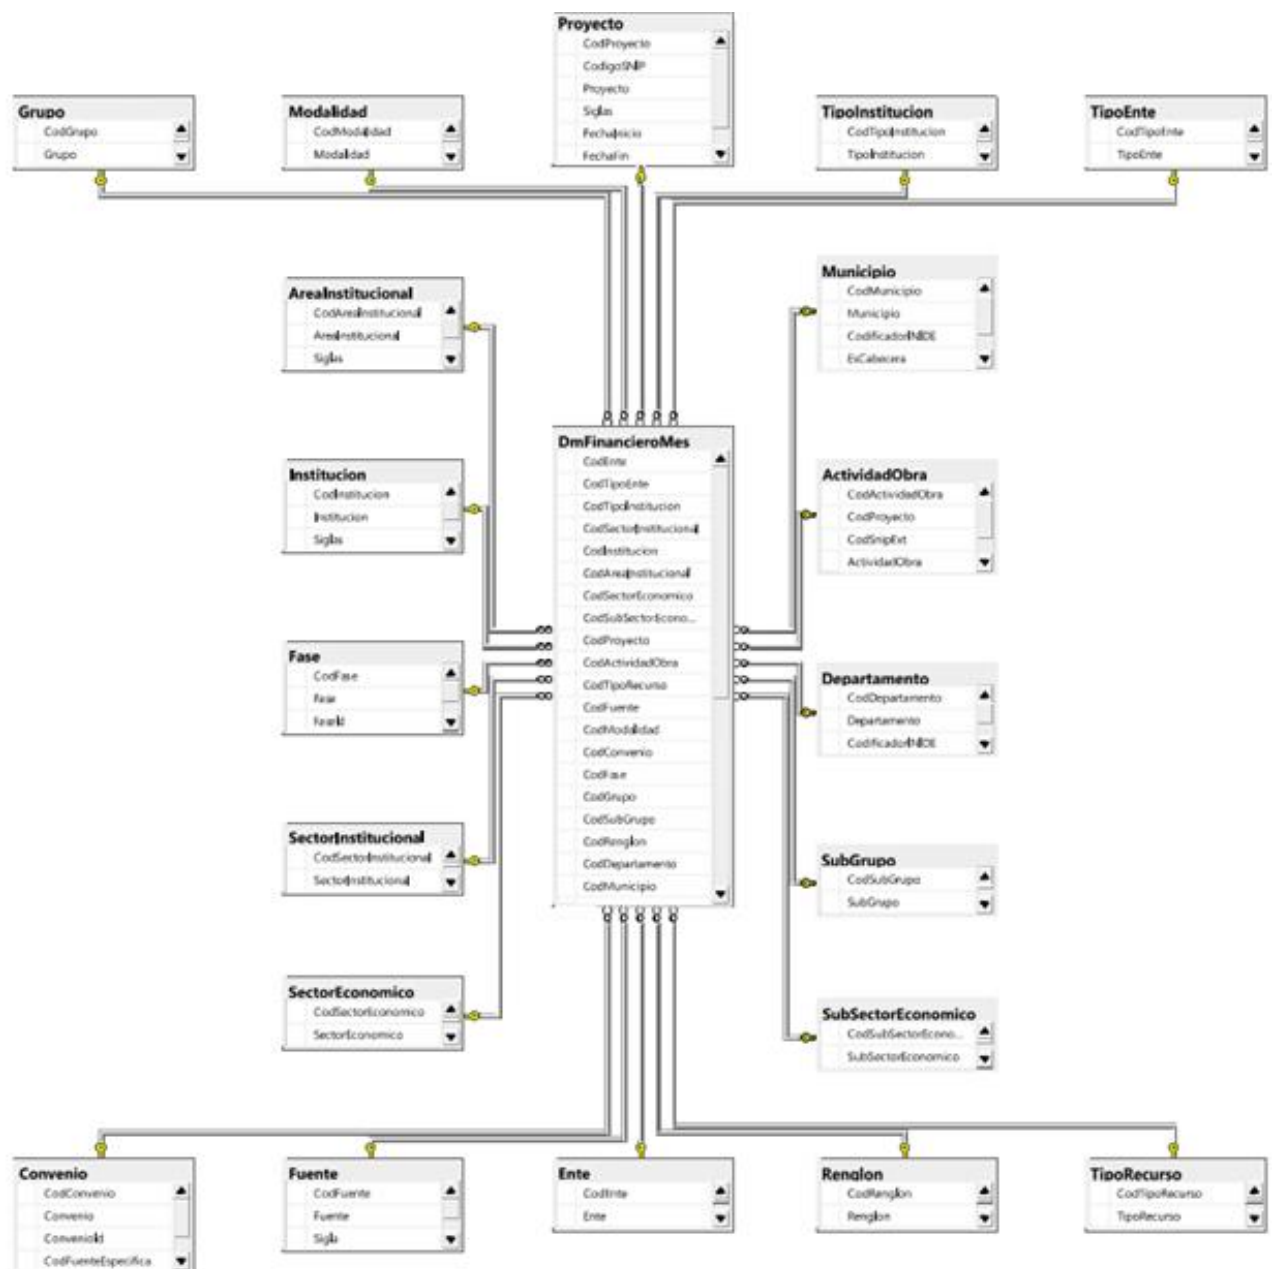 Proyecto
CodProyecto
CodigoSNIP
Proyecto
Siglas
FechaInicio
FechaFin
Grupo
CodGrupo
Grupo
Modalidad
CodModalidad
Modalidad
TipoInstitucion
CodTipoInstitucion
TipoInstitucion
TipoEnte
CodTipoEnte
TipoEnte
AreaInstitucional
CodAreaInstitucional
AreaInstitucional
Siglas
Municipio
CodMunicipio
Municipio
CodificadorINIDE
EsCabecera
DmFinancieroMes
CodEnte
CodTipoEnte
CodTipoInstitucion
CodSectorInstitucional
CodInstitucion
CodAreaInstitucional
CodSectorEconomico
CodSubSectorEcono...
CodProyecto
CodActividadObra
CodTipoRecurso
CodFuente
CodModalidad
CodConvenio
CodFase
CodGrupo
CodSubGrupo
CodRenglon
CodDepartamento
CodMunicipio
Institucion
CodInstitucion
Institucion
Siglas
ActividadObra
CodActividadObra
CodProyecto
CodSnipExt
ActividadObra
Fase
CodFase
Fase
FaseId
Departamento
CodDepartamento
Departamento
CodificadorINIDE
SectorInstitucional
CodSectorInstitucional
SectorInstitucional
SubGrupo
CodSubGrupo
SubGrupo
SectorEconomico
CodSectorEconomico
SectorEconomico
SubSectorEconomico
CodSubSectorEcono...
SubSectorEconomico
Convenio
CodConvenio
Convenio
ConvenioId
CodFuenteEspecifica
Fuente
CodFuente
Fuente
Sigla
Ente
CodEnte
Ente
Renglon
CodRenglon
Renglon
TipoRecurso
CodTipoRecurso
TipoRecurso